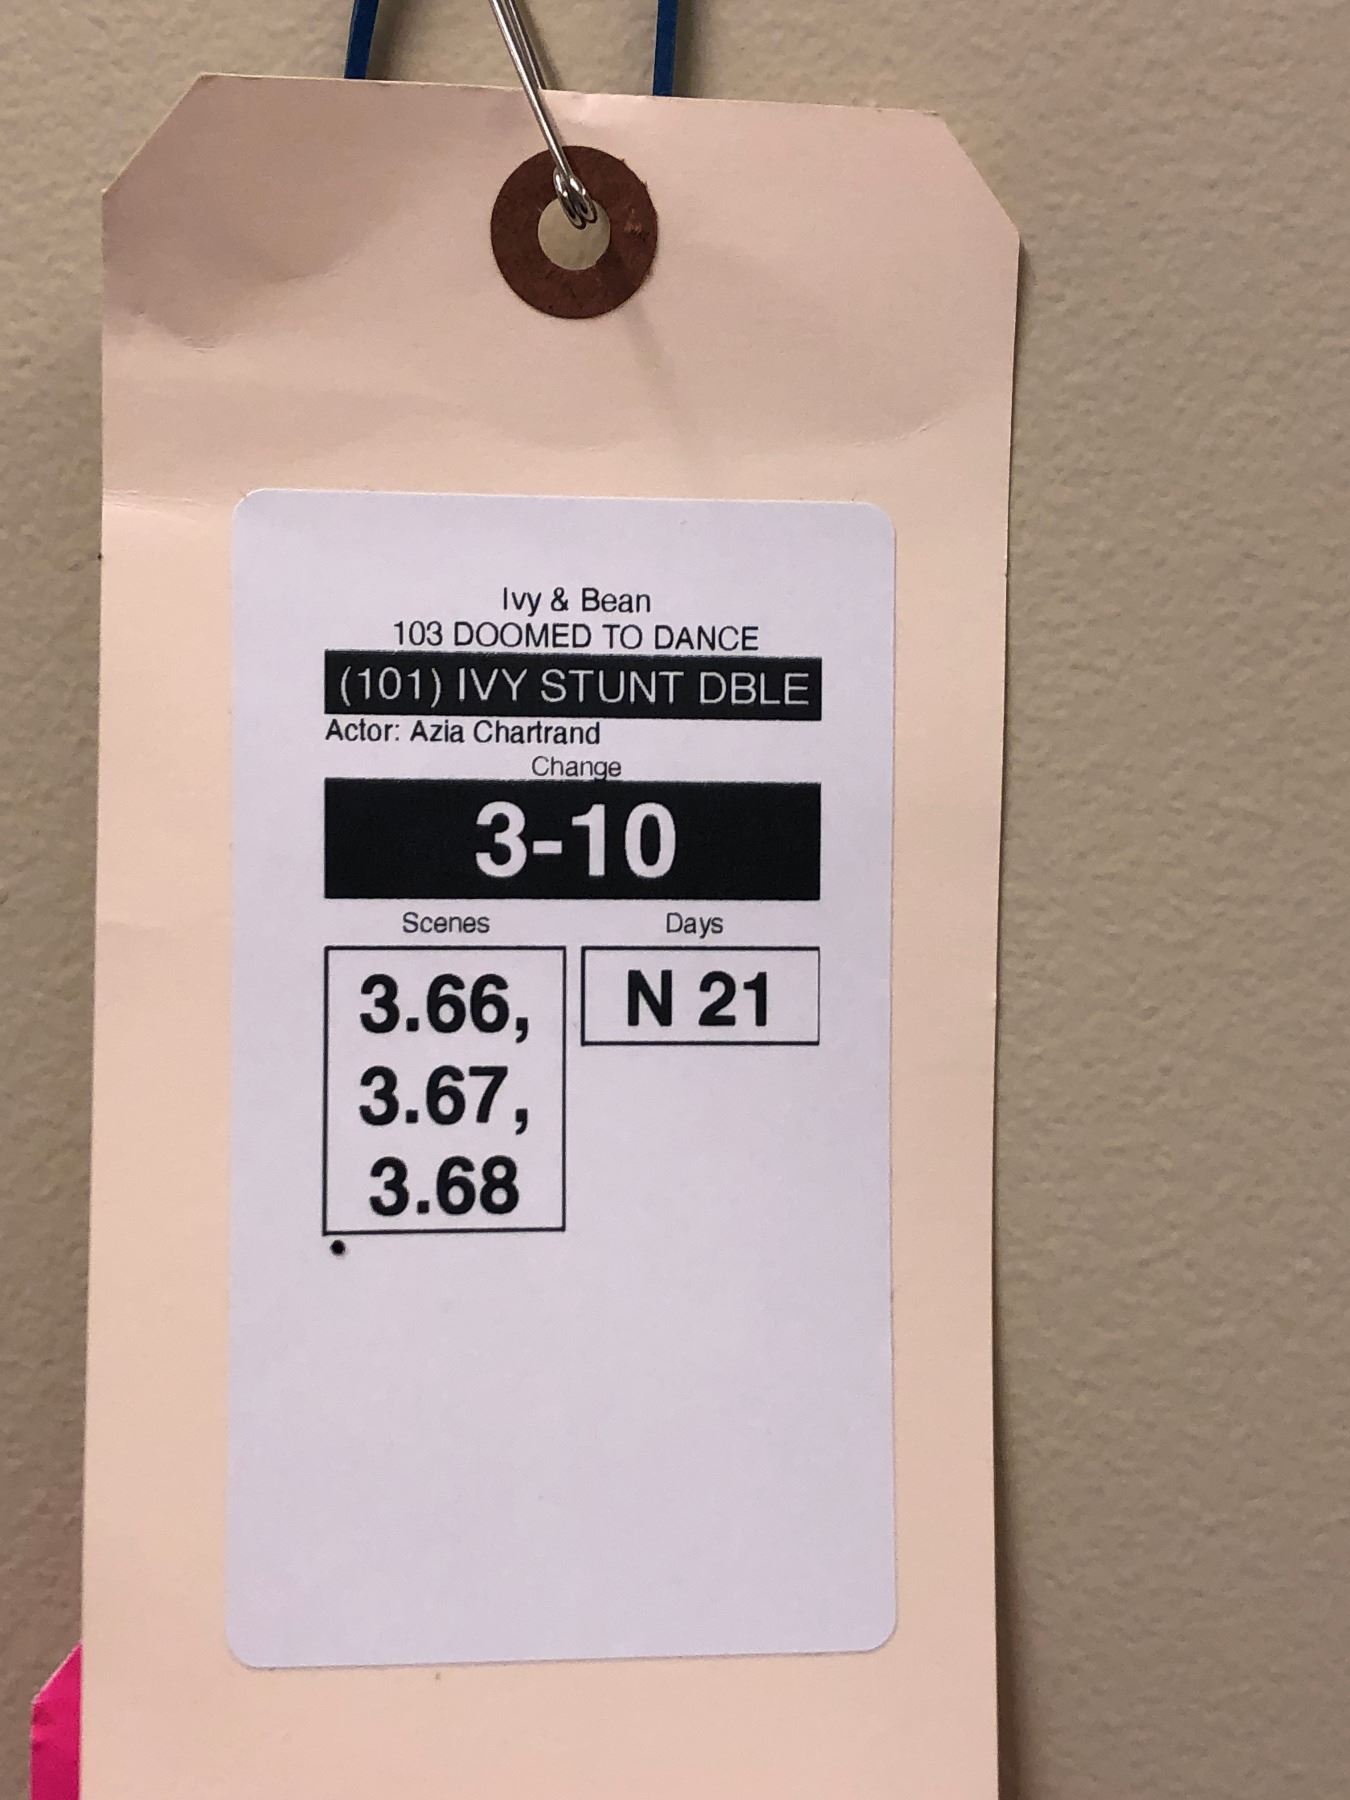 Ivy & Bean
103 DOOMED TO DANCE
(101) IVY STUNT DBLE
Actor: Azia Chartrand
Change
3-10
Scenes Days
3.66, N 21
3.67,
3.68
•